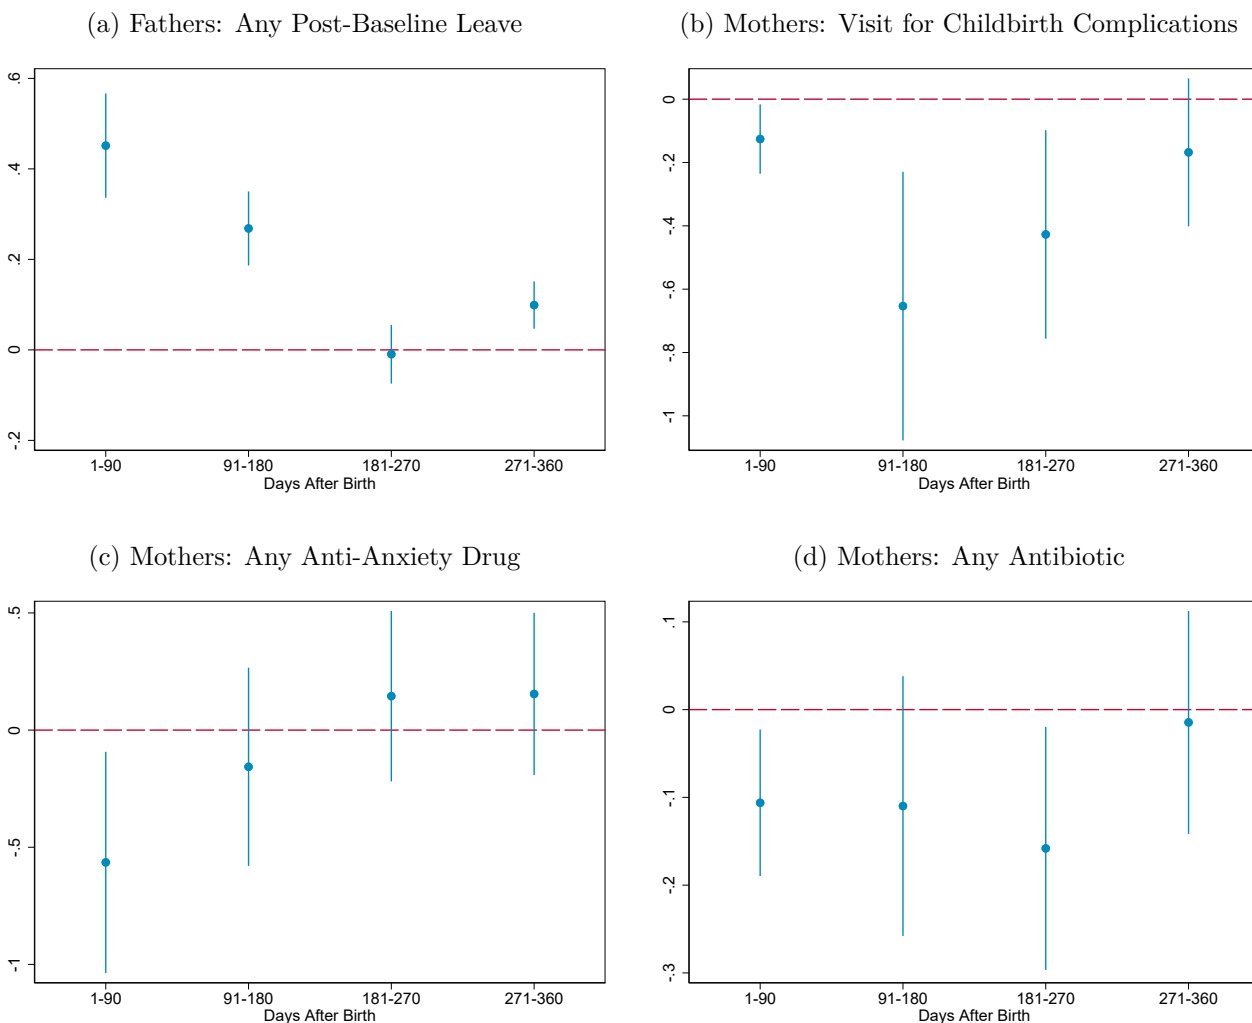 (a) Fathers: Any Post-Baseline Leave
.6
.4
.2
0
-.2
1-90 91-180 181-270 271-360
Days After Birth
(b) Mothers: Visit for Childbirth Complications
0
-.2
-.4
-.6
-.8
-1
1-90 91-180 181-270 271-360
Days After Birth
(c) Mothers: Any Anti-Anxiety Drug
.5
0
-.5
-1
1-90 91-180 181-270 271-360
Days After Birth
(d) Mothers: Any Antibiotic
.1
0
-.1
-.2
-.3
1-90 91-180 181-270 271-360
Days After Birth